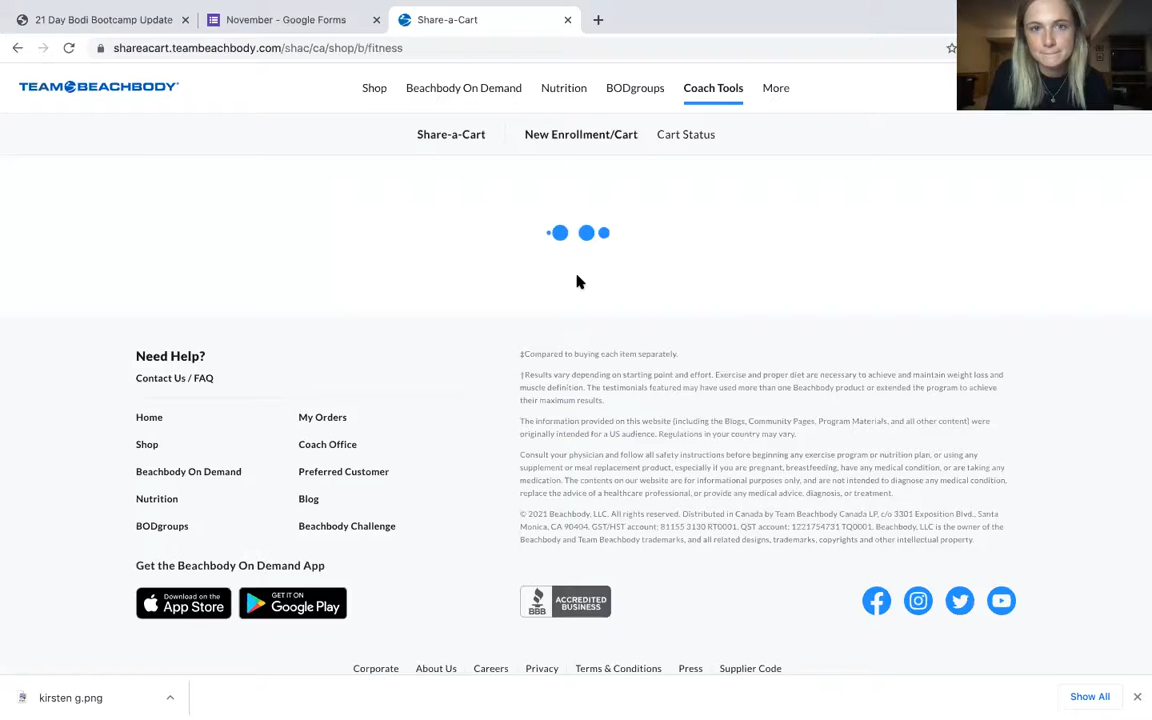 21 Day Bodi Bootcamp Update
November - Google Forms
Share-a-Cart
shareacart.teambeachbody.com/shac/ca/shop/b/fitness
TEAM BEACHBODY
Shop
Beachbody On Demand
Nutrition
BODgroups
Coach Tools
More
Share-a-Cart
New Enrollment/Cart
Cart Status
Need Help?
Contact Us / FAQ
Home
My Orders
Shop
Coach Office
Beachbody On Demand
Preferred Customer
Nutrition
Blog
BODgroups
Beachbody Challenge
Get the Beachbody On Demand App
Download on the
App Store
GET IT ON
Google Play
‡Compared to buying each item separately.
†Results vary depending on starting point and effort. Exercise and proper diet are necessary to achieve and maintain weight loss and
muscle definition. The testimonials featured may have used more than one Beachbody product or extended the program to achieve
their maximum results.
The information provided on this website (including the Blogs, Community Pages, Program Materials, and all other content) were
originally intended for a US audience. Regulations in your country may vary.
Consult your physician and follow all safety instructions before beginning any exercise program or nutrition plan, or using any
supplement or meal replacement product, especially if you are pregnant, breastfeeding, have any medical condition, or are taking any
medication. The contents on our website are for informational purposes only, and are not intended to diagnose any medical condition,
replace the advice of a healthcare professional, or provide any medical advice, diagnosis, or treatment.
© 2021 Beachbody, LLC. All rights reserved. Distributed in Canada by Team Beachbody Canada LP, c/o 3301 Exposition Blvd., Santa
Monica, CA 90404. GST/HST account: 81155 3130 RT0001. QST account: 1221754731 TQ0001. Beachbody, LLC is the owner of the
Beachbody and Team Beachbody trademarks, and all related designs, trademarks, copyrights and other intellectual property.
BBB
ACCREDITED
BUSINESS
Corporate
About Us
Careers
Privacy
Terms & Conditions
Press
Supplier Code
kirsten g.png
Show All